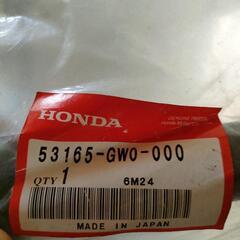 HONDA
53165-GW0-000
QTY 1
6M24
MADE IN JAPAN